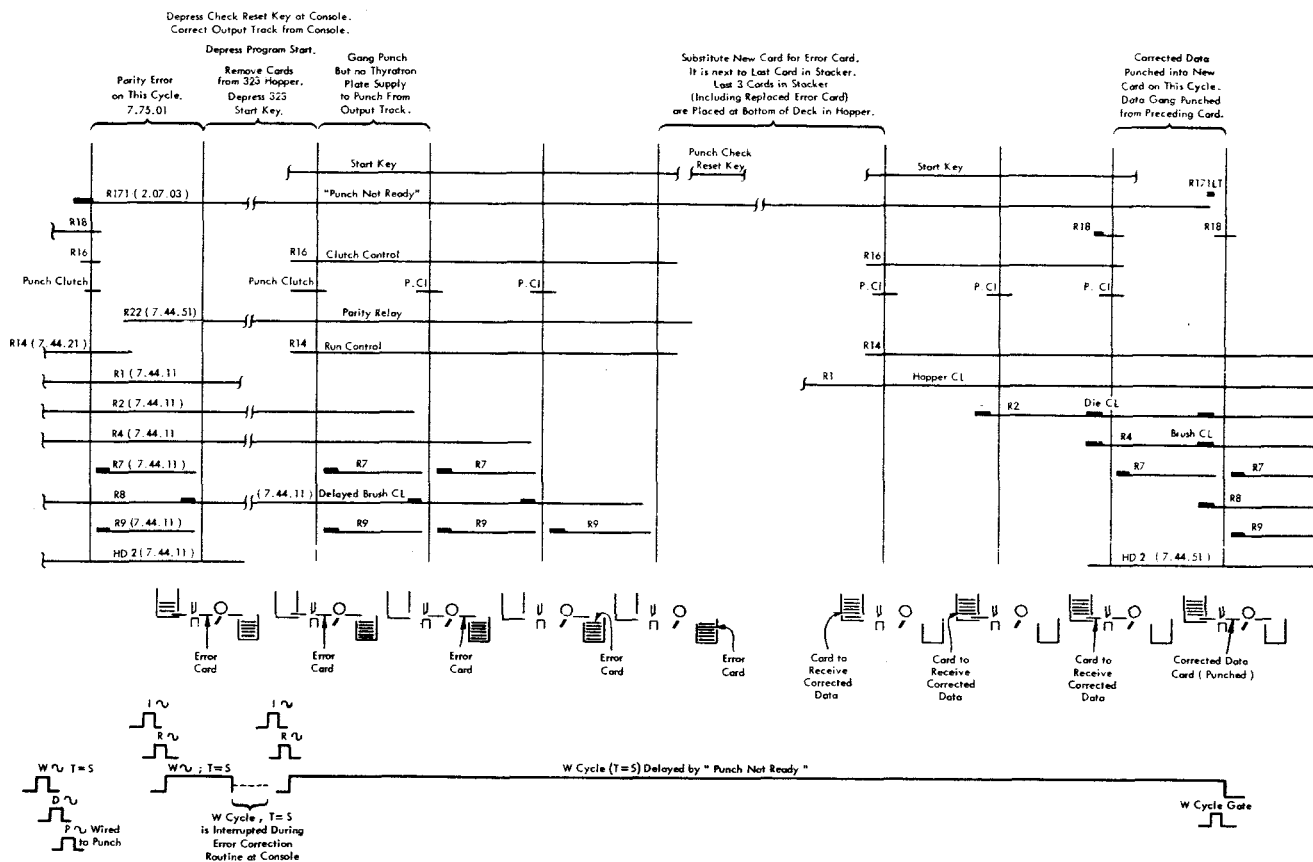 Depress Check Reset Key at Console.
Correct Output Track from Console.
Depress Program Start.
Parity Error
on This Cycle.
7.75.01
Remove Cards
from 323 Hopper.
Depress 323
Start Key.
Gang Punch
But no Thyratron
Plate Supply
to Punch From
Output Track.
Substitute New Card for Error Card.
It is next to Last Card in Stacker.
Last 3 Cards in Stacker
(Including Replaced Error Card)
are Placed at Bottom of Deck in Hopper.
Corrected Data
Punched into New
Card on This Cycle.
Data Gang Punched
from Preceding Card.
Start Key
Punch Check
Reset Key
Start Key
R171 ( 2.07.03)
"Punch Not Ready"
R171LT
R18
R18
R18
R16
R16
Clutch Control
R16
Punch Clutch
Punch Clutch
P. Cl
P. Cl
P. Cl
P. Cl
P. Cl
R22 ( 7.44.51)
Parity Relay
R14 ( 7.44.21)
R14
Run Control
R14
R1 (7.44.11
R1
Hopper CL
R2 (7.44.11)
R2
Die CL
R4 (7.44.11
R4
Brush CL
R7 (7.44.11)
R7
R7
R7
R7
R8
(7.44.11)
Delayed Brush CL
R8
R9 (7.44.11)
R9
R9
R9
R9
HD 2 (7.44.11)
HD 2 (7.44.51)
Error
Card
Error
Card
Error
Card
Error
Card
Error
Card
Card to
Receive
Corrected
Data
Card to
Receive
Corrected
Data
Card to
Receive
Corrected
Data
Corrected Data
Card ( Punched )
I ∿
R ∿
I ∿
R ∿
W ∿ T = S
W ∿ ; T = S
W Cycle (T = S) Delayed by " Punch Not Ready "
D ∿
P ∿ Wired
to Punch
W Cycle , T = S
is Interrupted During
Error Correction
Routine at Console
W Cycle Gate